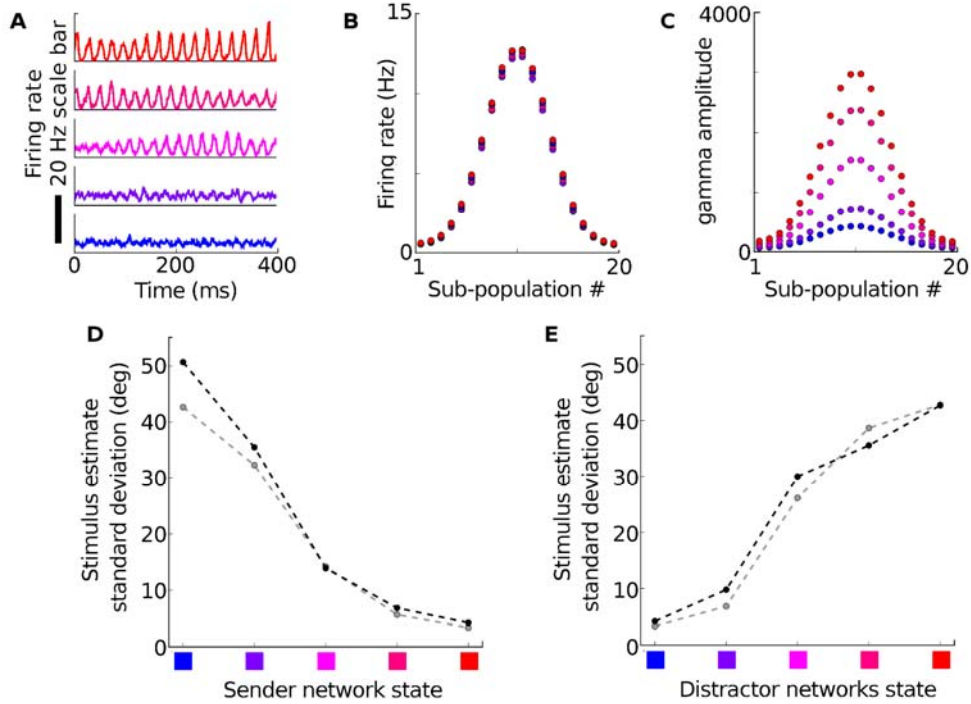 A
Firing rate
20 Hz scale bar
0
200
400
Time (ms)
B
15
Firing rate (Hz)
0
1
20
Sub-population #
C
4000
gamma amplitude
0
1
20
Sub-population #
D
Stimulus estimate
standard deviation (deg)
50
40
30
20
10
0
Sender network state
E
Stimulus estimate
standard deviation (deg)
50
40
30
20
10
0
Distractor networks state